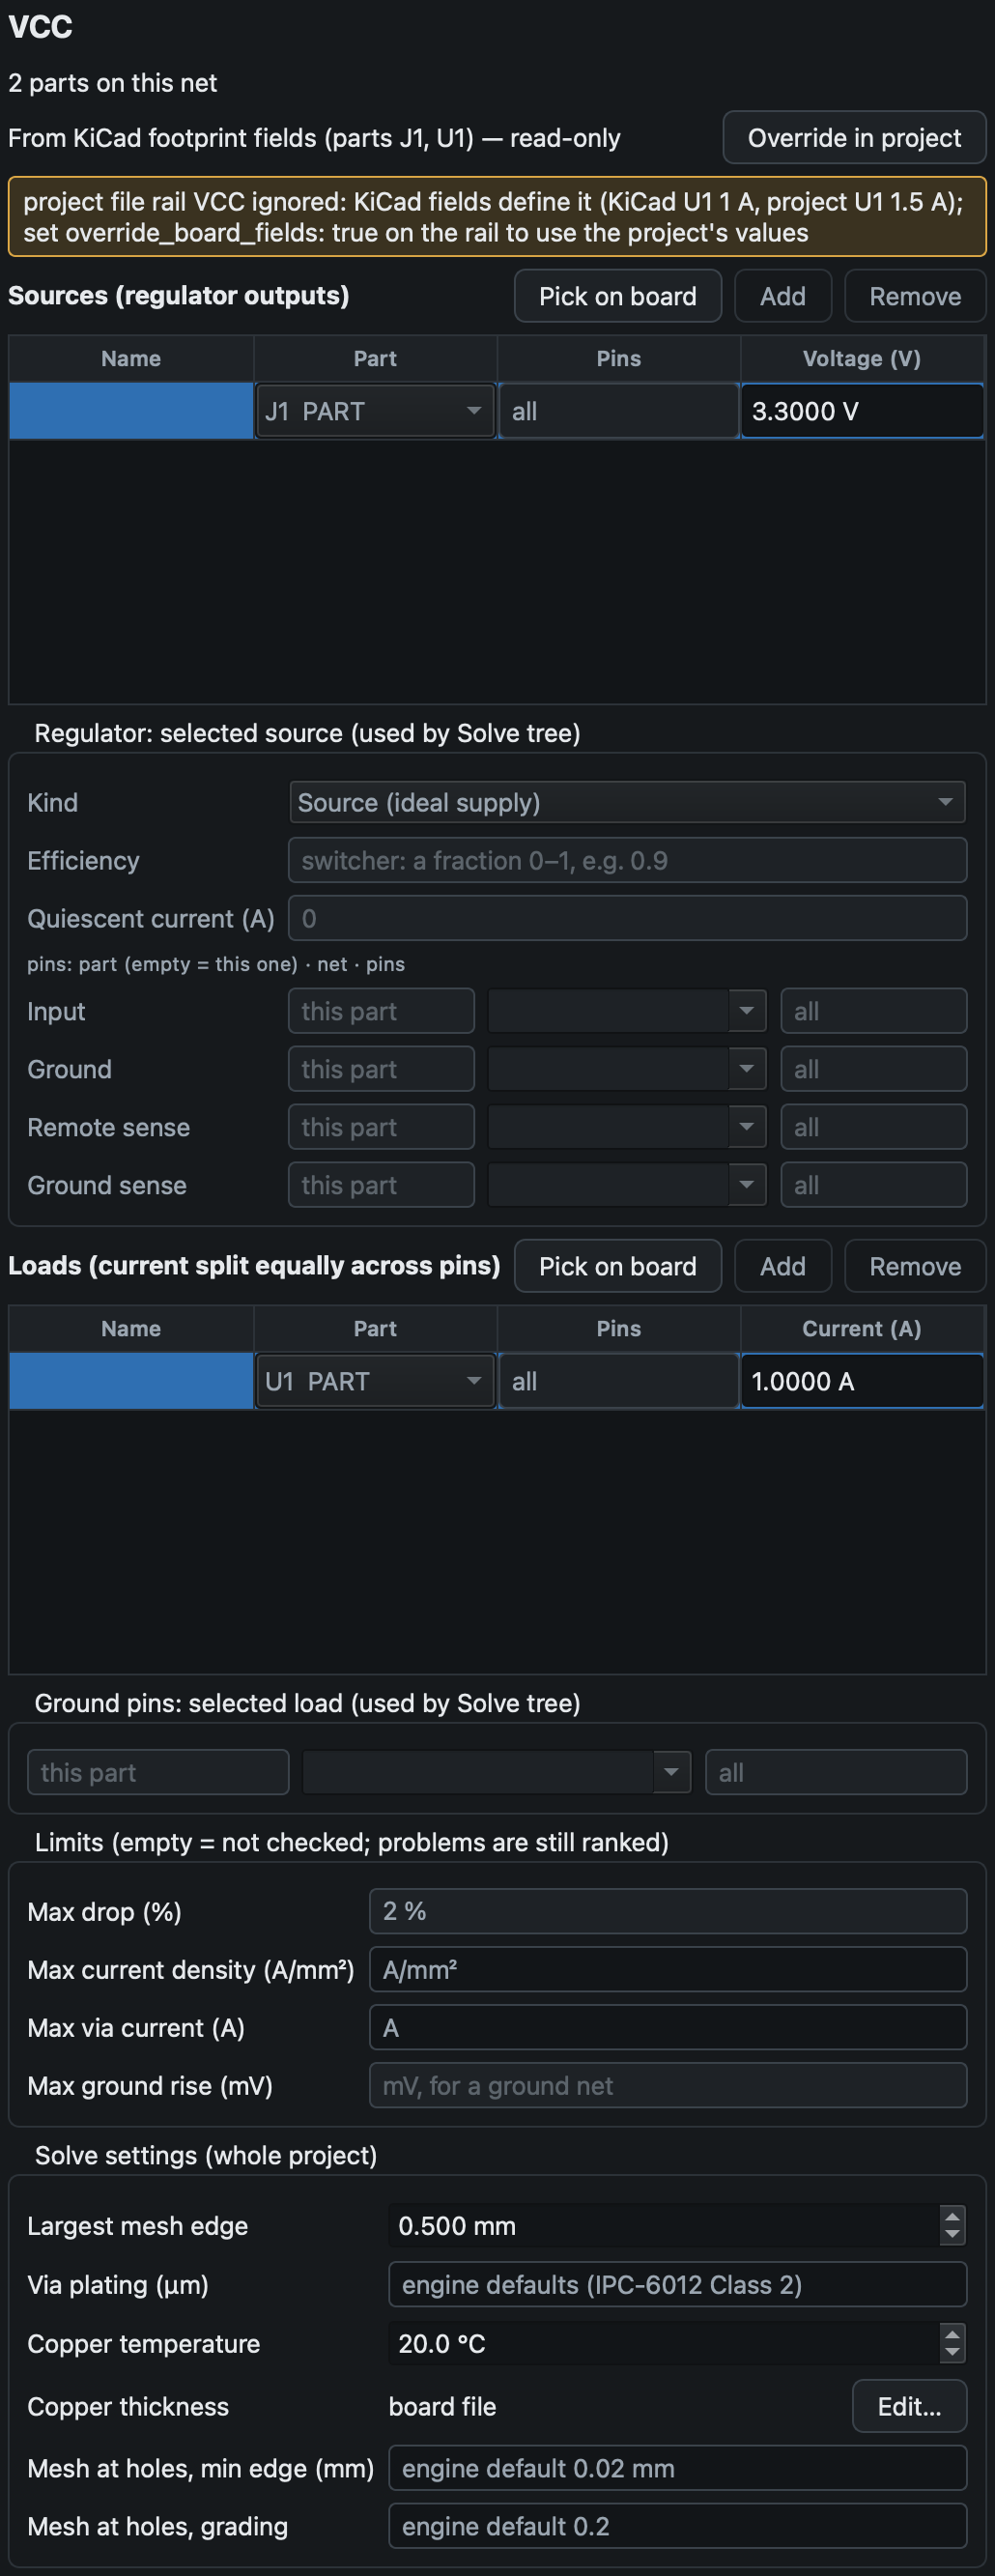 VCC
2 parts on this net
From KiCad footprint fields (parts J1, U1) — read-only Override in project
project file rail VCC ignored: KiCad fields define it (KiCad U1 1 A, project U1 1.5 A);
set override_board_fields: true on the rail to use the project's values
Sources (regulator outputs) Pick on board Add Remove
Name Part Pins Voltage (V)
J1 PART all 3.3000 V
Regulator: selected source (used by Solve tree)
Kind Source (ideal supply)
Efficiency switcher: a fraction 0–1, e.g. 0.9
Quiescent current (A) 0
pins: part (empty = this one) · net · pins
Input this part all
Ground this part all
Remote sense this part all
Ground sense this part all
Loads (current split equally across pins) Pick on board Add Remove
Name Part Pins Current (A)
U1 PART all 1.0000 A
Ground pins: selected load (used by Solve tree)
this part all
Limits (empty = not checked; problems are still ranked)
Max drop (%) 2 %
Max current density (A/mm²) A/mm²
Max via current (A) A
Max ground rise (mV) mV, for a ground net
Solve settings (whole project)
Largest mesh edge 0.500 mm
Via plating (µm) engine defaults (IPC-6012 Class 2)
Copper temperature 20.0 °C
Copper thickness board file Edit...
Mesh at holes, min edge (mm) engine default 0.02 mm
Mesh at holes, grading engine default 0.2